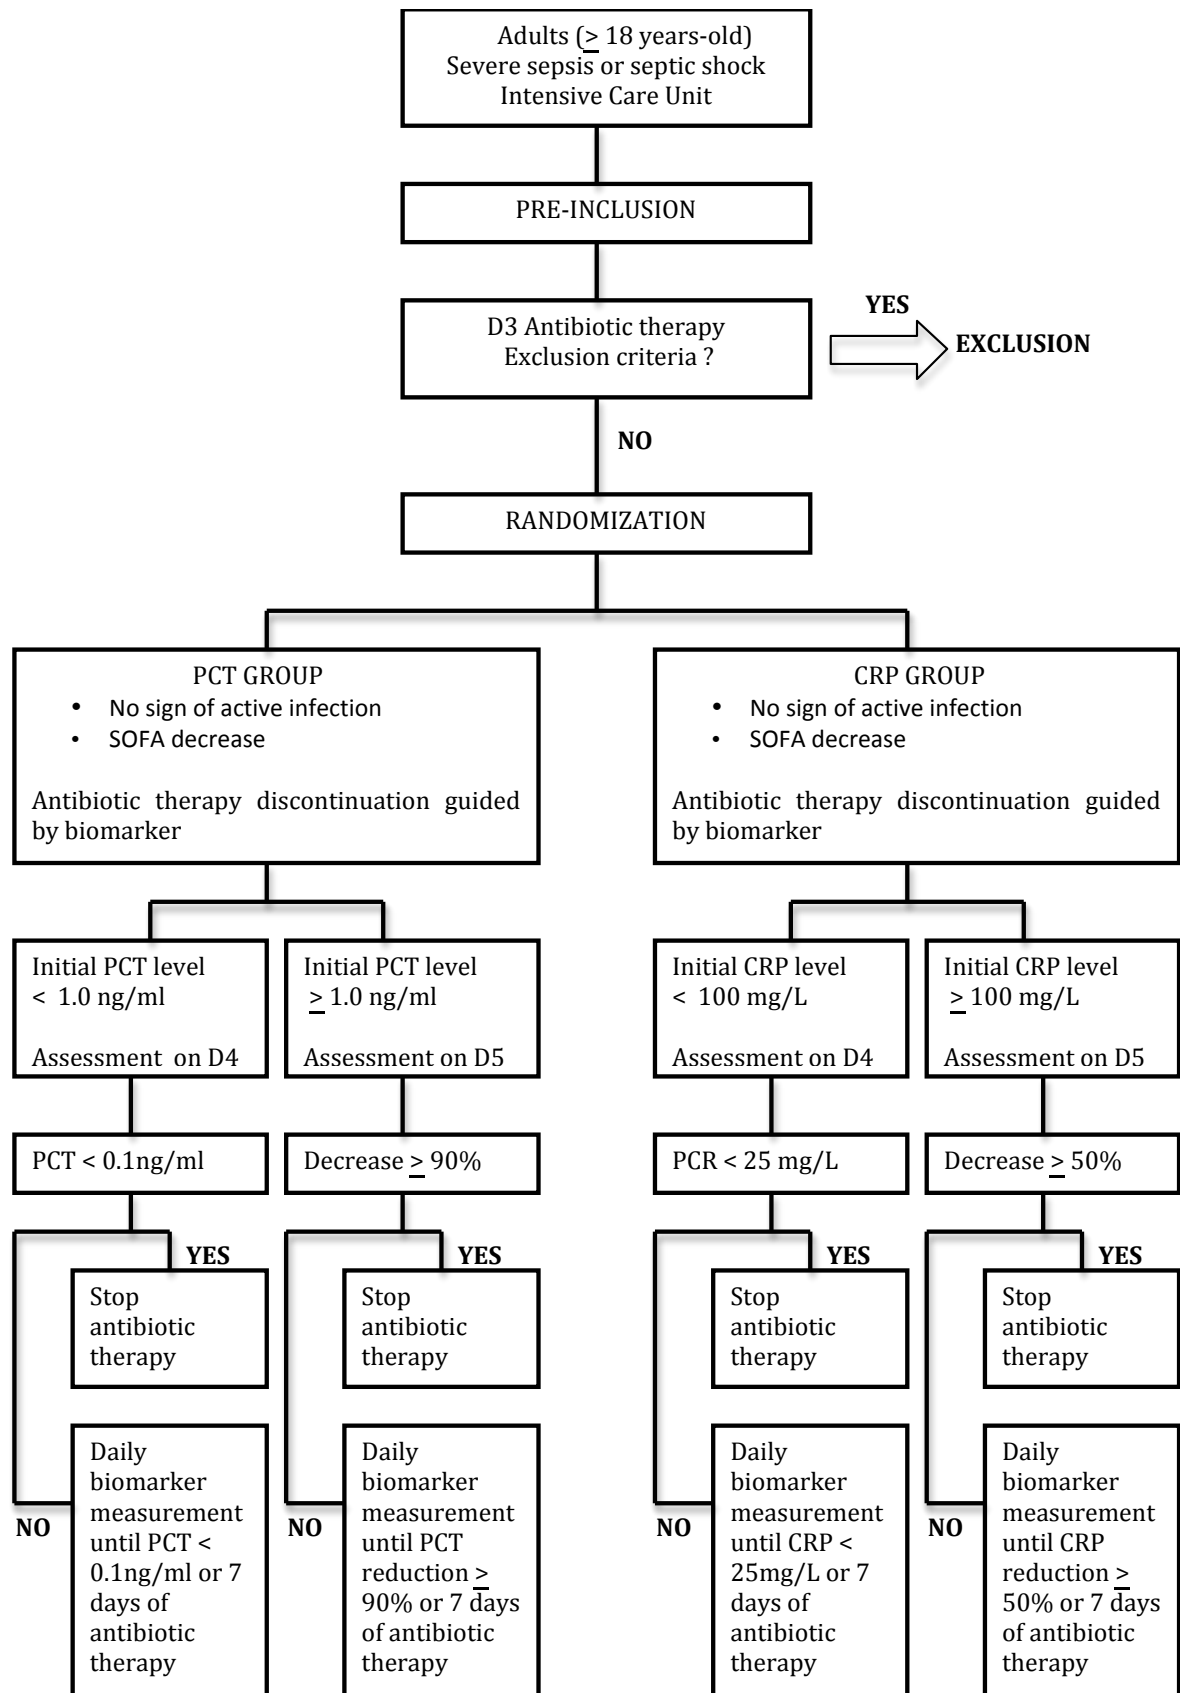 Adults (≥ 18 years-old)
Severe sepsis or septic shock
Intensive Care Unit
PRE-INCLUSION
D3 Antibiotic therapy
Exclusion criteria ?
YES
EXCLUSION
NO
RANDOMIZATION
PCT GROUP
• No sign of active infection
• SOFA decrease
Antibiotic therapy discontinuation guided
by biomarker
CRP GROUP
• No sign of active infection
• SOFA decrease
Antibiotic therapy discontinuation guided
by biomarker
Initial PCT level
< 1.0 ng/ml
Assessment on D4
Initial PCT level
≥ 1.0 ng/ml
Assessment on D5
Initial CRP level
< 100 mg/L
Assessment on D4
Initial CRP level
≥ 100 mg/L
Assessment on D5
PCT < 0.1ng/ml
Decrease ≥ 90%
PCR < 25 mg/L
Decrease ≥ 50%
YES
Stop
antibiotic
therapy
YES
Stop
antibiotic
therapy
YES
Stop
antibiotic
therapy
YES
Stop
antibiotic
therapy
NO
Daily
biomarker
measurement
until PCT <
0.1ng/ml or 7
days of
antibiotic
therapy
NO
Daily
biomarker
measurement
until PCT
reduction ≥
90% or 7 days
of antibiotic
therapy
NO
Daily
biomarker
measurement
until CRP <
25mg/L or 7
days of
antibiotic
therapy
NO
Daily
biomarker
measurement
until CRP
reduction ≥
50% or 7 days
of antibiotic
therapy